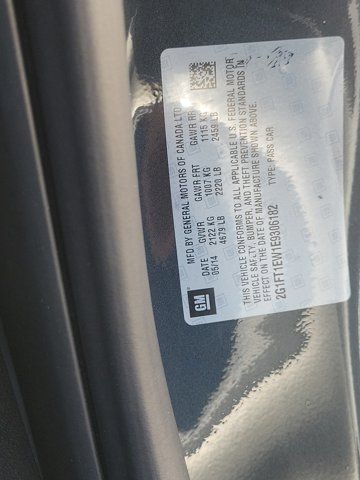 MFD BY GENERAL MOTORS OF CANADA LTD
DATE GVWR GAWR FRT GAWR RR
05/14 2122 KG 1007 KG 1115 KG
4679 LB 2220 LB 2459 LB
THIS VEHICLE CONFORMS TO ALL APPLICABLE U.S. FEDERAL MOTOR
VEHICLE SAFETY, BUMPER, AND THEFT PREVENTION STANDARDS IN
EFFECT ON THE DATE OF MANUFACTURE SHOWN ABOVE.
2G1FT1EW1E9306182 TYPE: PASS CAR
GM